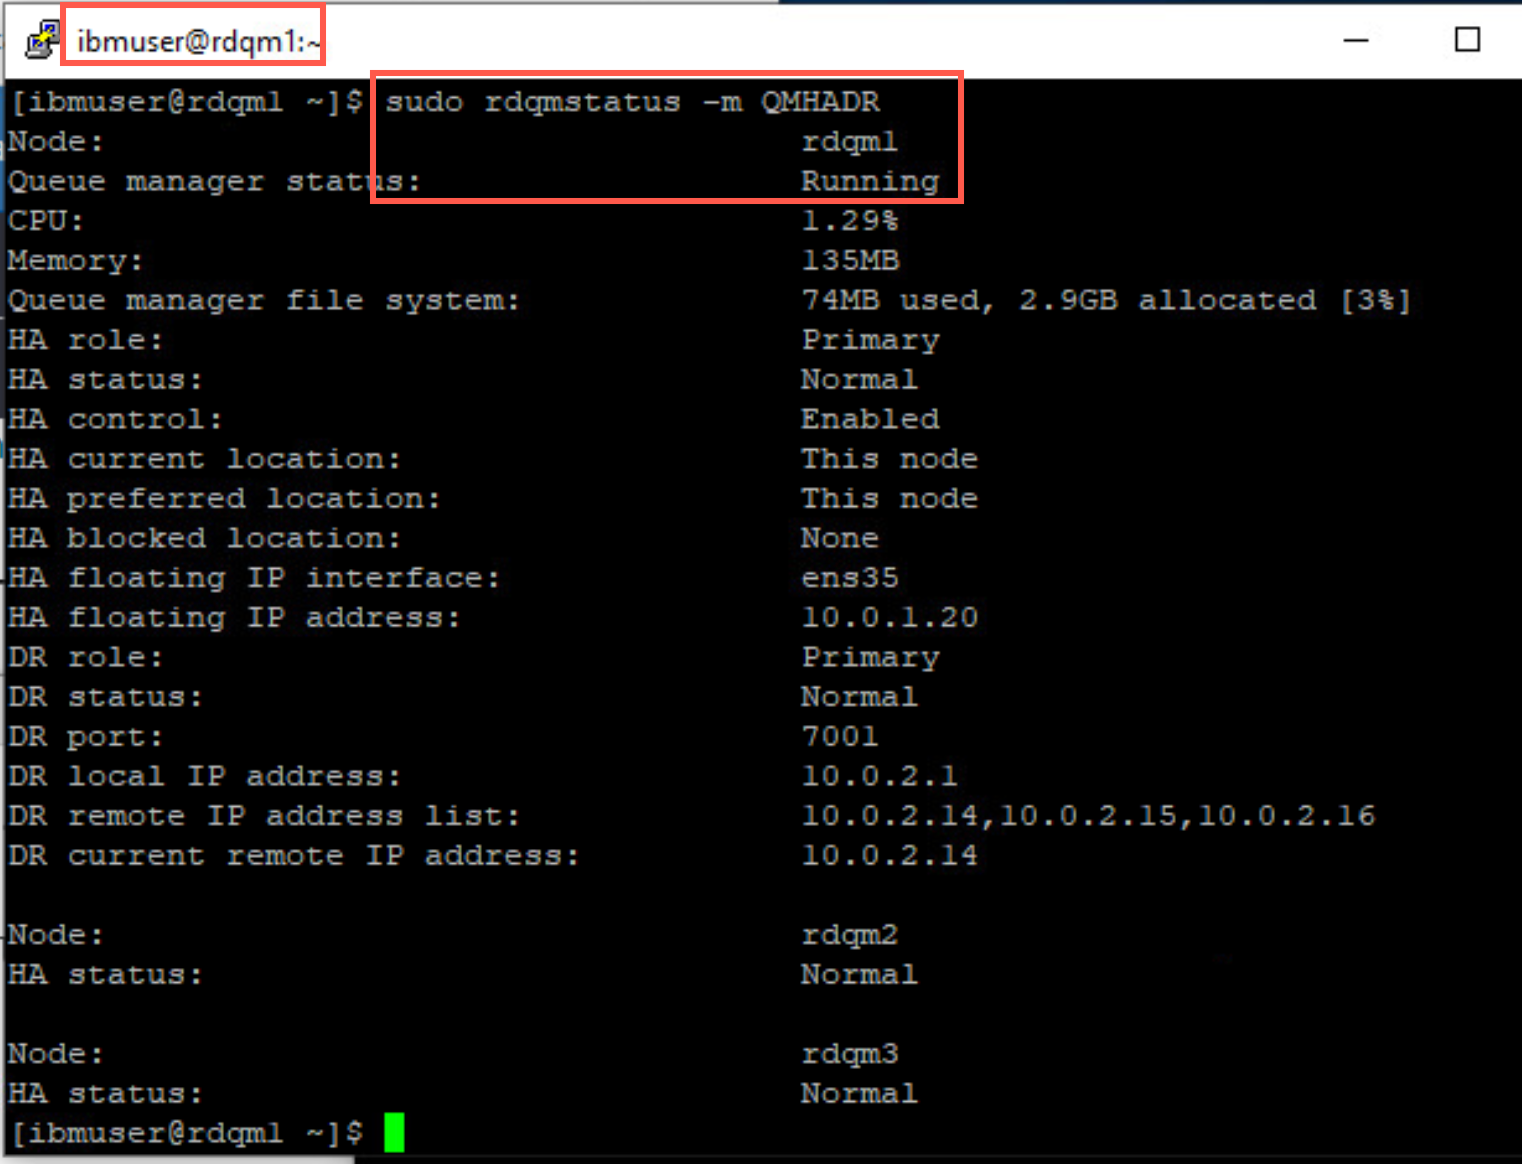 ibmuser@rdqm1:~
[ibmuser@rdqm1 ~]$ sudo rdqmstatus -m QMHADR
Node: rdqm1
Queue manager status: Running
CPU: 1.29%
Memory: 135MB
Queue manager file system: 74MB used, 2.9GB allocated [3%]
HA role: Primary
HA status: Normal
HA control: Enabled
HA current location: This node
HA preferred location: This node
HA blocked location: None
HA floating IP interface: ens35
HA floating IP address: 10.0.1.20
DR role: Primary
DR status: Normal
DR port: 7001
DR local IP address: 10.0.2.1
DR remote IP address list: 10.0.2.14,10.0.2.15,10.0.2.16
DR current remote IP address: 10.0.2.14
Node: rdqm2
HA status: Normal
Node: rdqm3
HA status: Normal
[ibmuser@rdqm1 ~]$